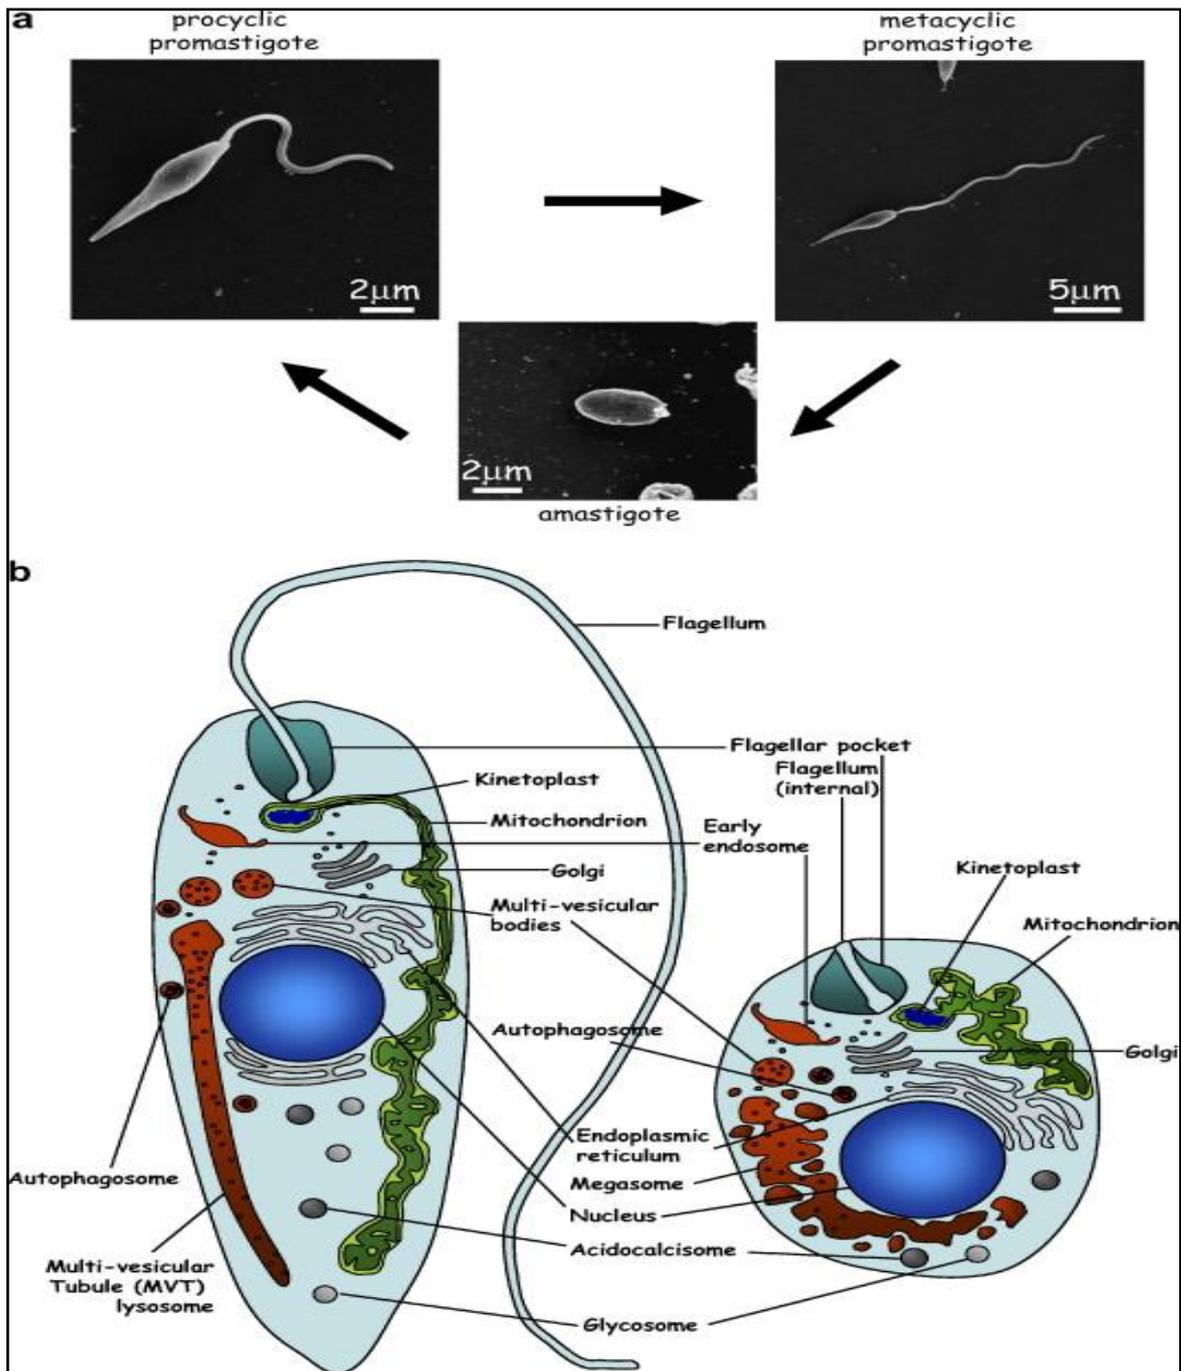 a
procyclic
promastigote
metacyclic
promastigote
2μm
5μm
2μm
amastigote
b
Flagellum
Flagellar pocket
Flagellum
(internal)
Kinetoplast
Mitochondrion
Early
endosome
Golgi
Kinetoplast
Multi-vesicular
bodies
Mitochondrion
Autophagosome
Golgi
Endoplasmic
reticulum
Autophagosome
Megasome
Nucleus
Acidocalcisome
Multi-vesicular
Tubule (MVT)
lysosome
Glycosome